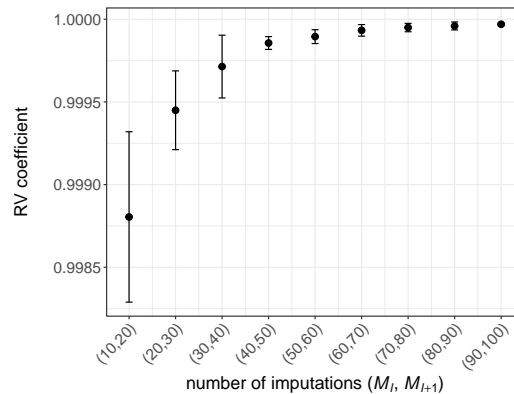 1.0000
0.9995
0.9990
0.9985
RV coefficient
(10,20) (20,30) (30,40) (40,50) (50,60) (60,70) (70,80) (80,90) (90,100)
number of imputations (M_l, M_{l+1})